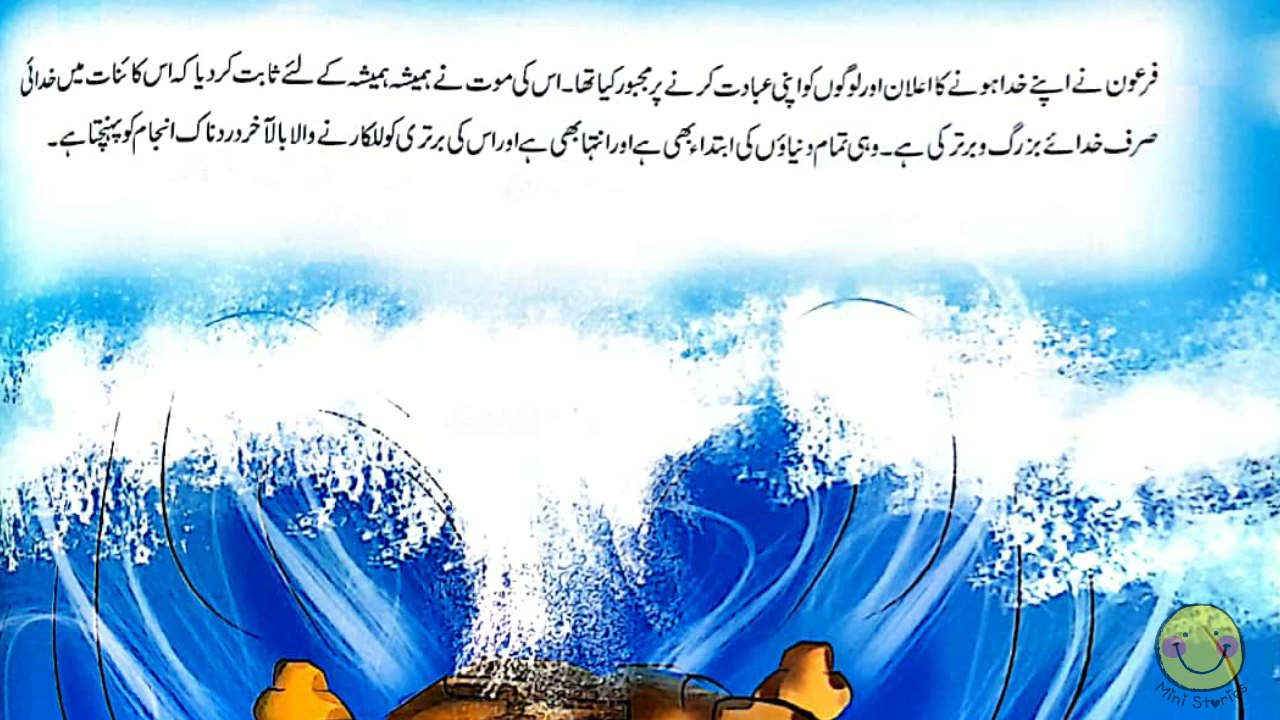 فرعون نے اپنے خدا ہونے کا اعلان اور لوگوں کو اپنی عبادت کرنے پر مجبور کیا تھا۔ اس کی موت نے ہمیشہ ہمیشہ کے لئے ثابت کر دیا کہ اس کائنات میں خدائی
صرف خدائے بزرگ و برتر کی ہے۔ وہی تمام دنیاؤں کی ابتداء بھی ہے اور انتہا بھی ہے اور اس کی برتری کو للکارنے والا بالآخر دردناک انجام کو پہنچتا ہے۔
Mini Stories